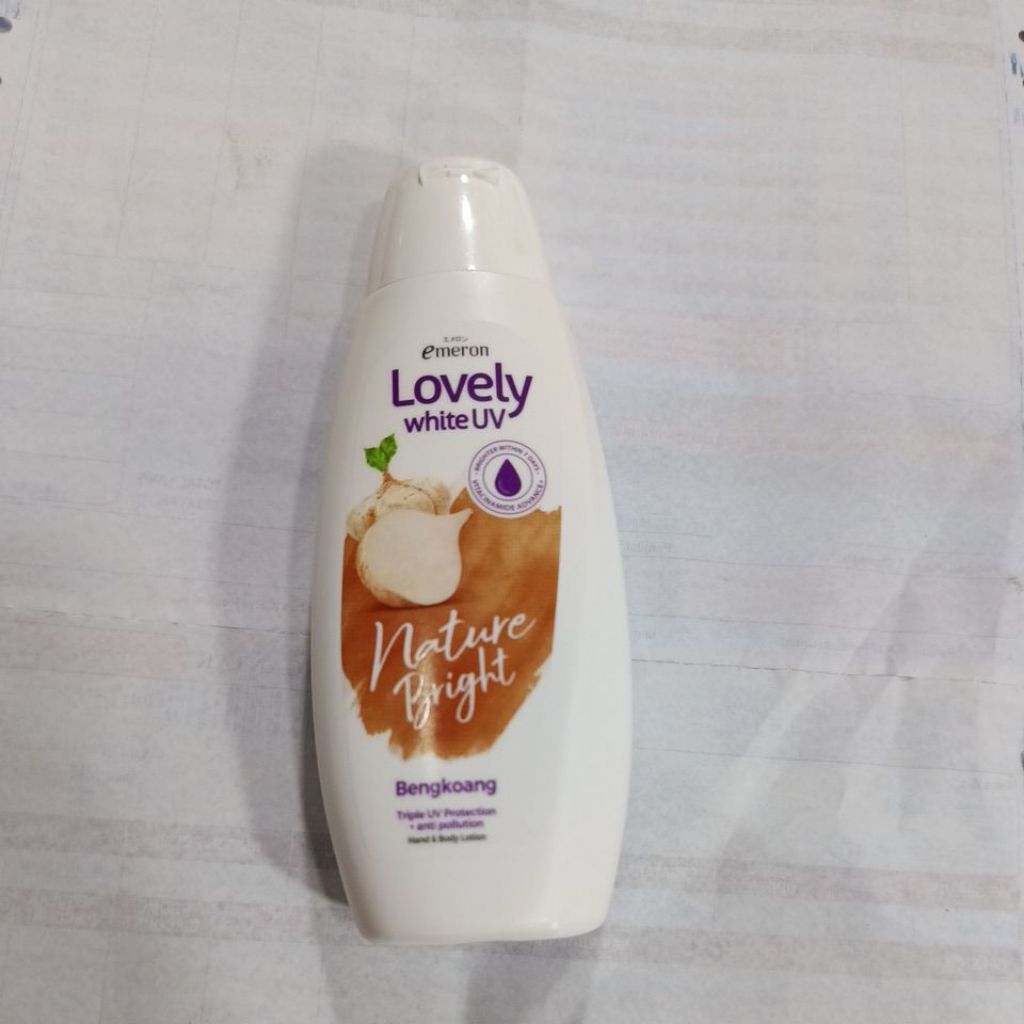 エメロン
emeron
Lovely
white UV
BRIGHTER WITHIN 7 DAYS
VITACINAMIDE ADVANCE+
Nature
Bright
Bengkoang
Triple UV Protection
+ anti pollution
Hand & Body Lotion